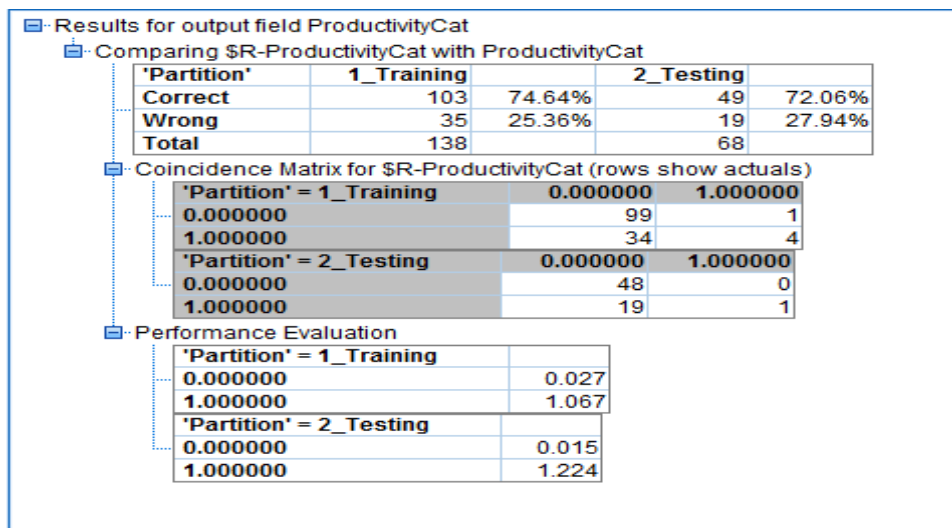 Results for output field ProductivityCat
Comparing $R-ProductivityCat with ProductivityCat
'Partition' 1_Training 2_Testing
Correct 103 74.64% 49 72.06%
Wrong 35 25.36% 19 27.94%
Total 138 68
Coincidence Matrix for $R-ProductivityCat (rows show actuals)
'Partition' = 1_Training 0.000000 1.000000
0.000000 99 1
1.000000 34 4
'Partition' = 2_Testing 0.000000 1.000000
0.000000 48 0
1.000000 19 1
Performance Evaluation
'Partition' = 1_Training
0.000000 0.027
1.000000 1.067
'Partition' = 2_Testing
0.000000 0.015
1.000000 1.224